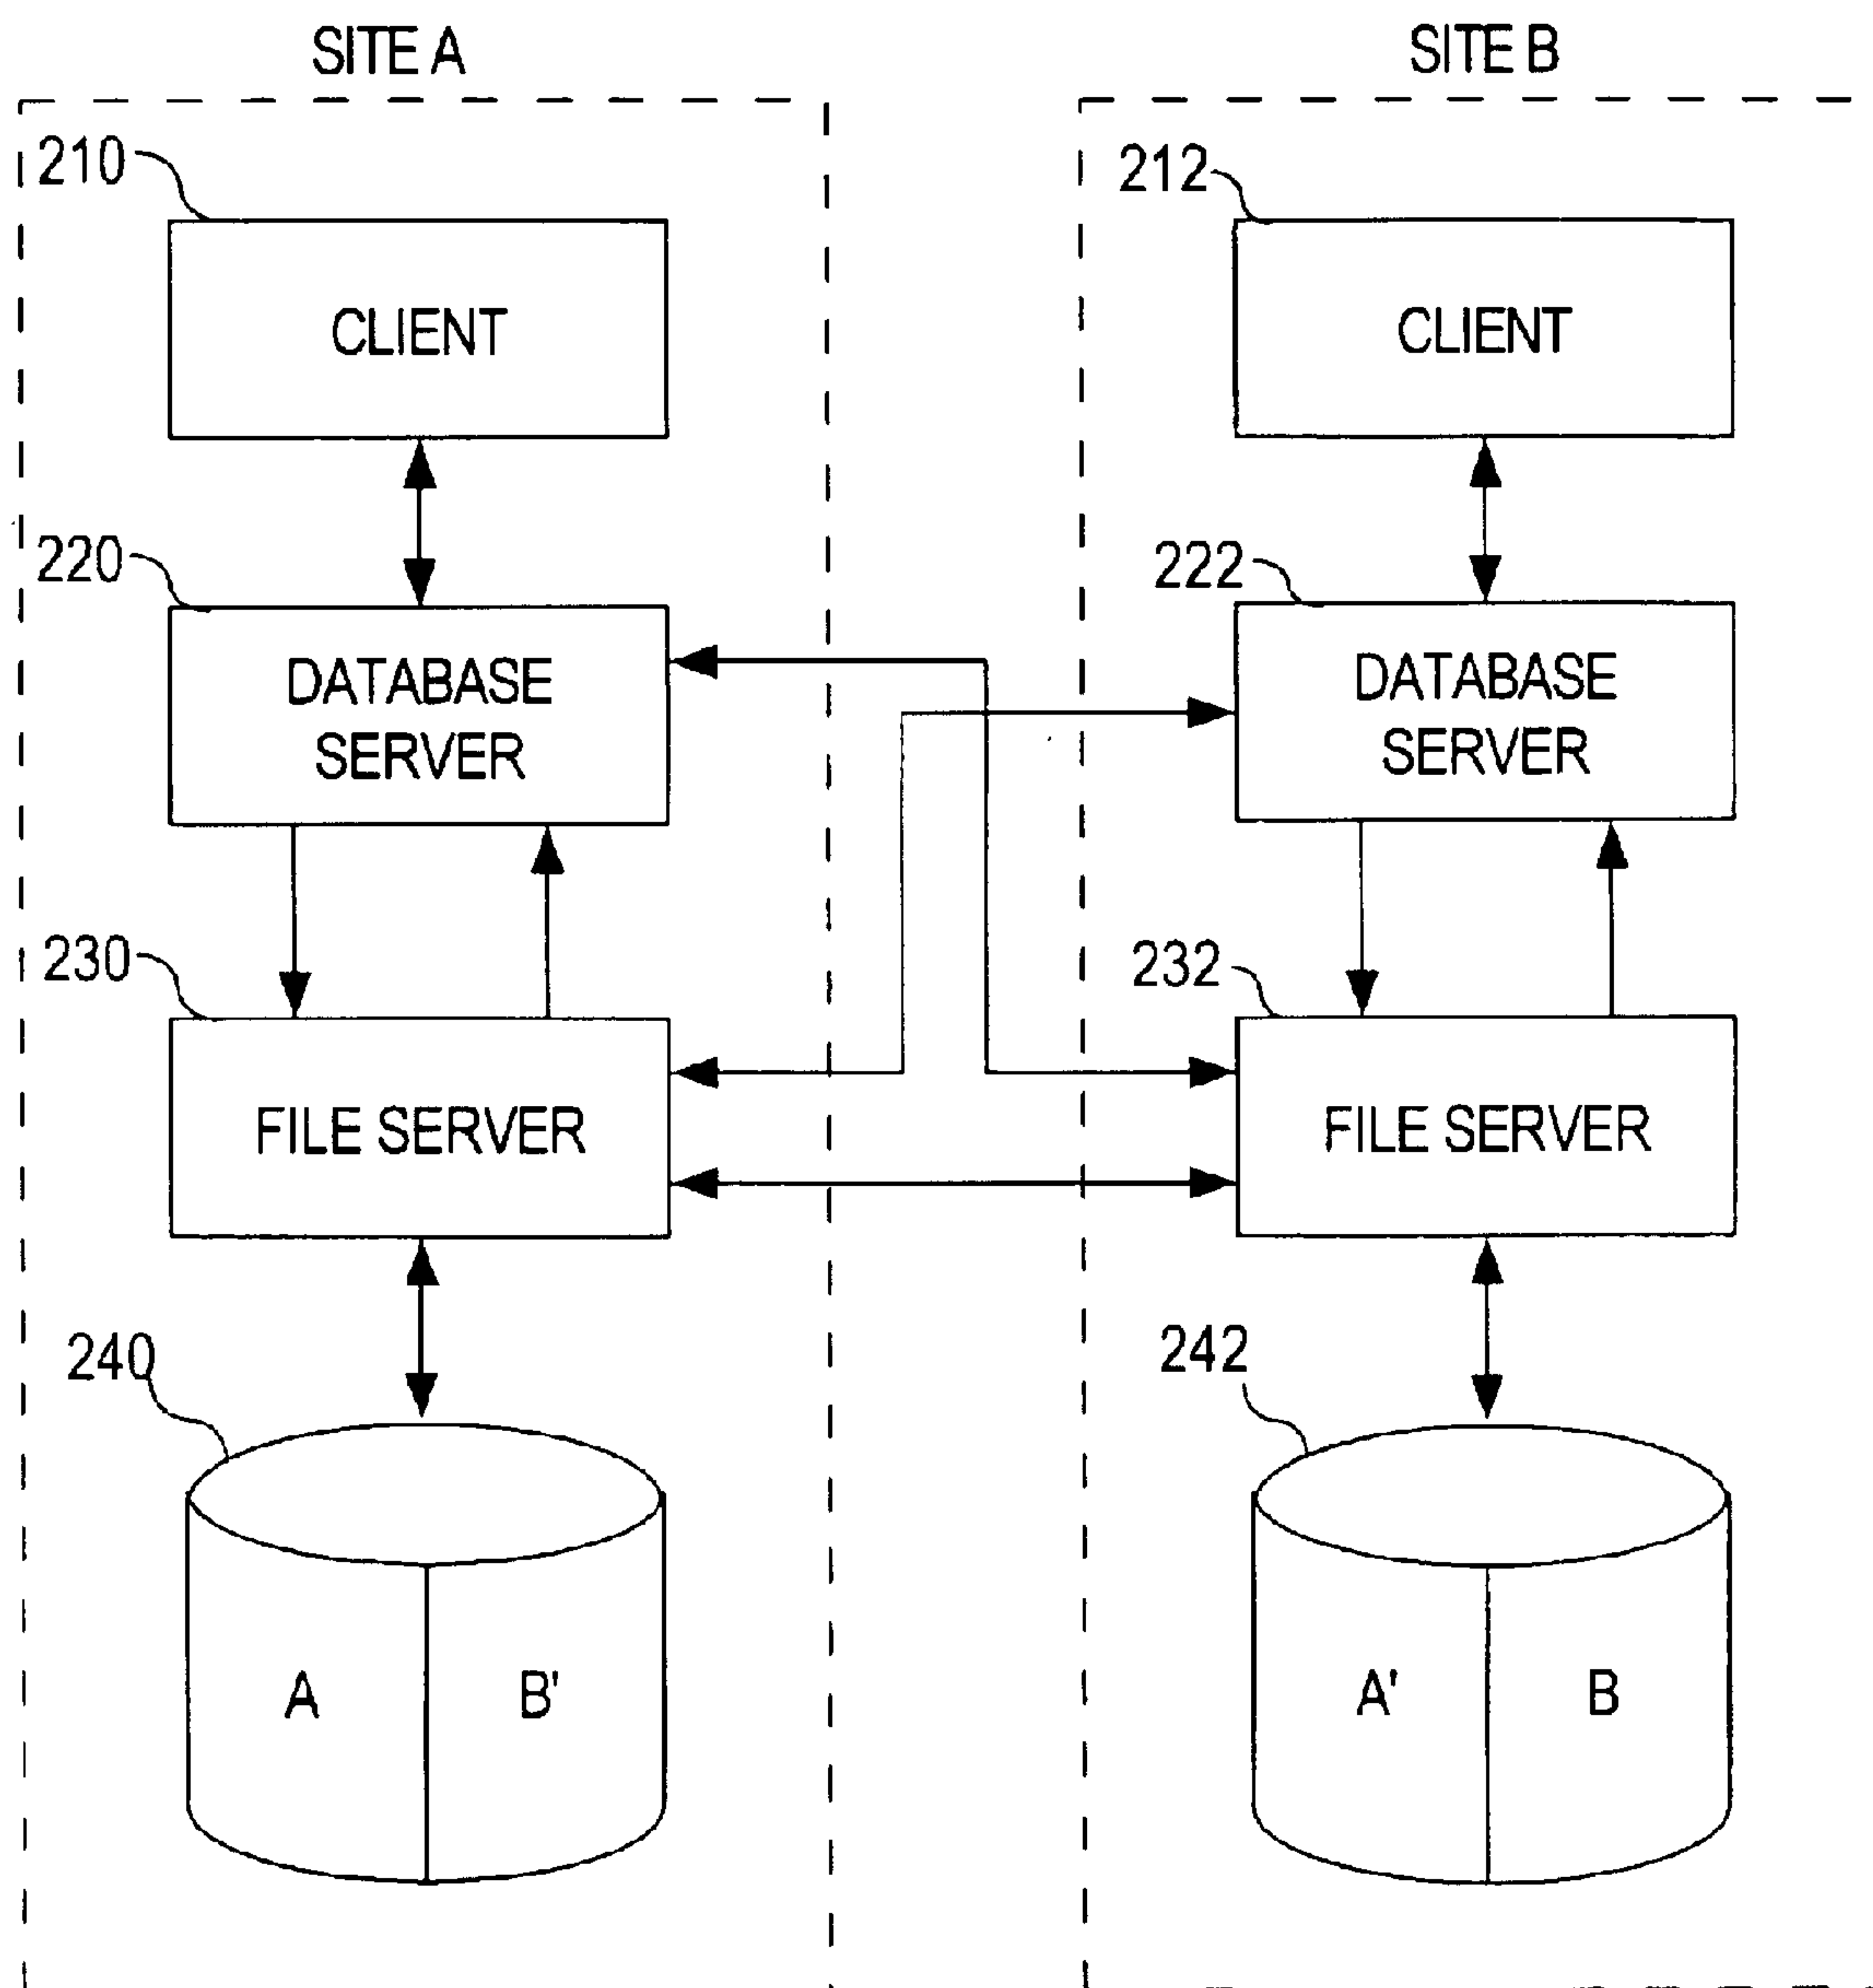 SITE A
SITE B
210
212
CLIENT
CLIENT
220
222
DATABASE
SERVER
DATABASE
SERVER
230
232
FILE SERVER
FILE SERVER
240
242
A
B'
A'
B